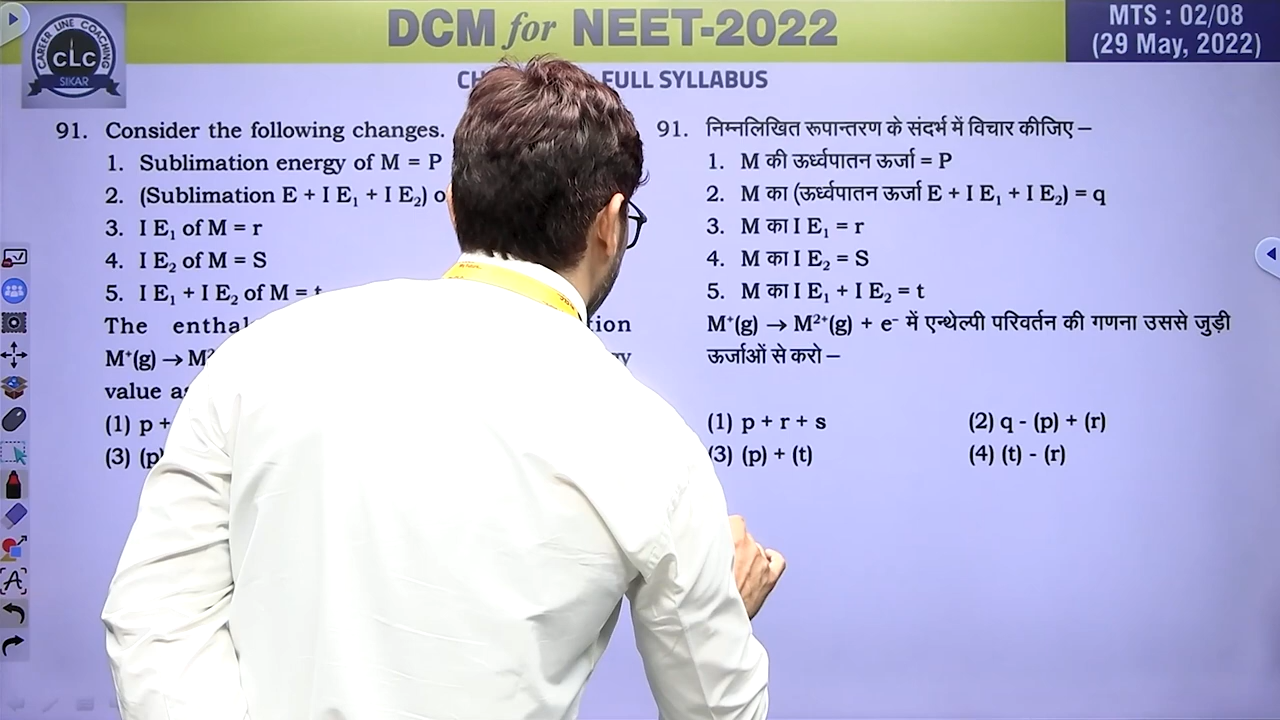 CAREER LINE COACHING
CLC
SIKAR
DCM for NEET-2022
MTS : 02/08
(29 May, 2022)
FULL SYLLABUS
91. Consider the following changes.
1. Sublimation energy of M = P
2. (Sublimation E + I E₁ + I E₂)
3. I E₁ of M = r
4. I E₂ of M = S
5. I E₁ + I E₂ of M = t
The
M⁺(g) →
value
(1) p +
(3) (p)
91. निम्नलिखित रूपान्तरण के संदर्भ में विचार कीजिए –
1. M की ऊर्ध्वपातन ऊर्जा = P
2. M का (ऊर्ध्वपातन ऊर्जा E + I E₁ + I E₂) = q
3. M का I E₁ = r
4. M का I E₂ = S
5. M का I E₁ + I E₂ = t
M⁺(g) → M²⁺(g) + e⁻ में एन्थेल्पी परिवर्तन की गणना उससे जुड़ी
ऊर्जाओं से करो –
(1) p + r + s (2) q - (p) + (r)
(3) (p) + (t) (4) (t) - (r)